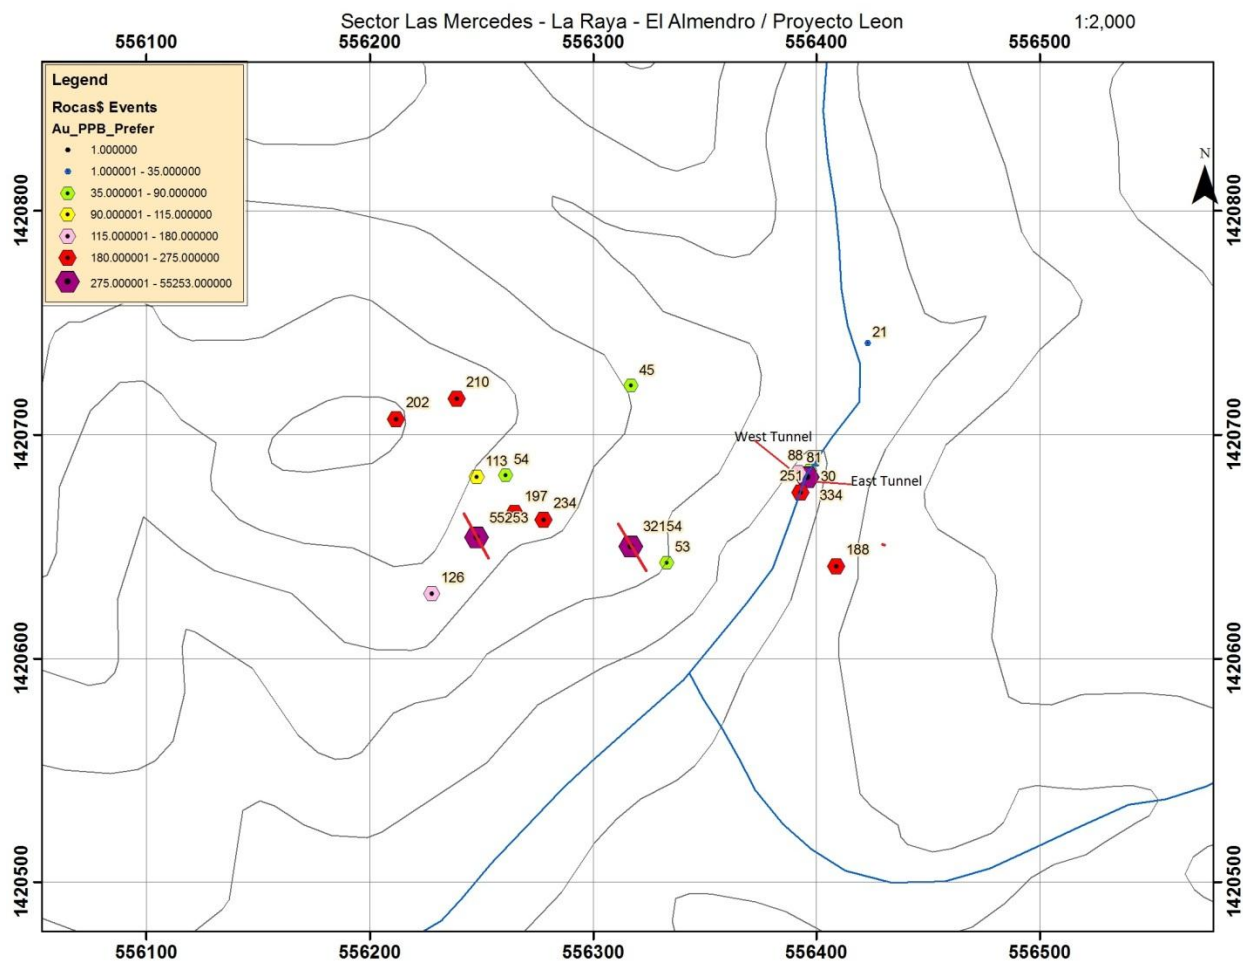 Sector Las Mercedes - La Raya - El Almendro / Proyecto Leon
1:2,000
556100 556200 556300 556400 556500
Legend
Rocas$ Events
Au_PPB_Prefer
1.000000
1.000001 - 35.000000
35.000001 - 90.000000
90.000001 - 115.000000
115.000001 - 180.000000
180.000001 - 275.000000
275.000001 - 55253.000000
N
1420800 1420800
21
45
210
202
1420700 1420700
West Tunnel
88 81
113 54
251 30
East Tunnel
197
234
334
55253
32154
53
188
126
1420600 1420600
1420500 1420500
556100 556200 556300 556400 556500